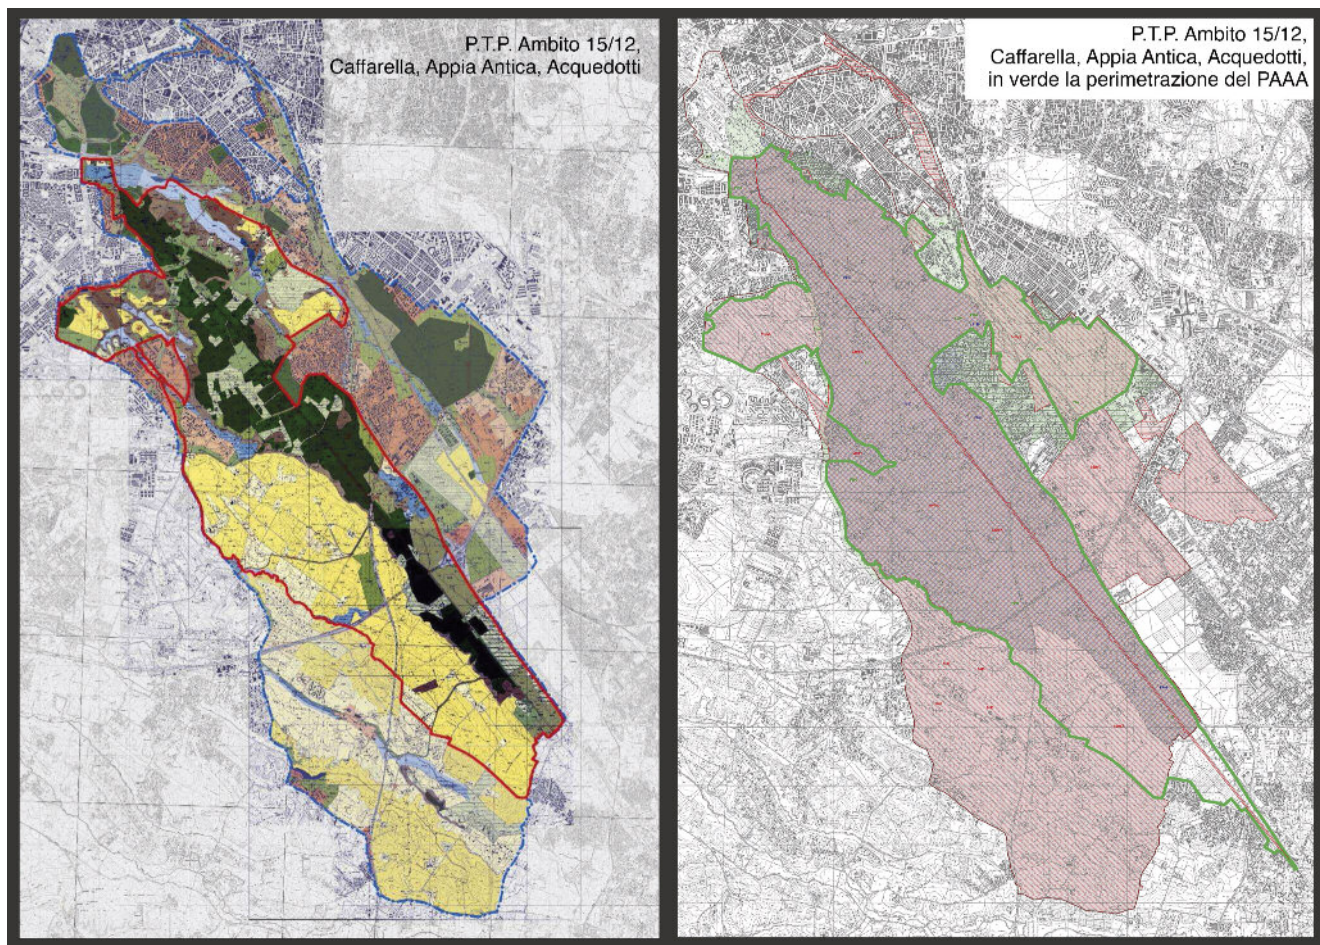 P.T.P. Ambito 15/12,
Caffarella, Appia Antica, Acquedotti
P.T.P. Ambito 15/12,
Caffarella, Appia Antica, Acquedotti,
in verde la perimetrazione del PAAA